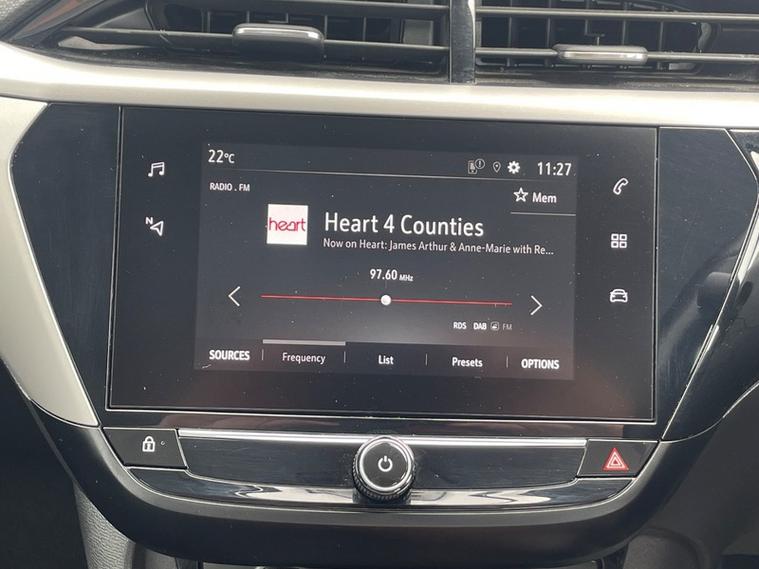 22°C
11:27
RADIO . FM
Mem
heart
Heart 4 Counties
Now on Heart: James Arthur & Anne-Marie with Re...
97.60 MHz
N
RDS DAB FM
SOURCES Frequency List Presets OPTIONS